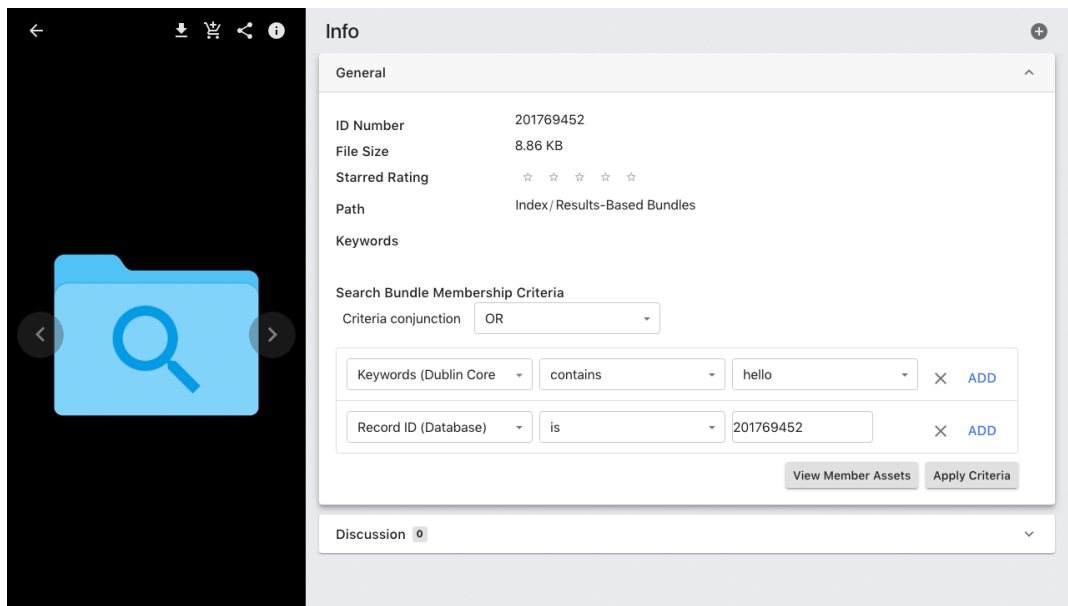 Info
General
ID Number 201769452
File Size 8.86 KB
Starred Rating
Path Index/Results-Based Bundles
Keywords
Search Bundle Membership Criteria
Criteria conjunction OR
Keywords (Dublin Core contains hello ADD
Record ID (Database) is 201769452 ADD
View Member Assets Apply Criteria
Discussion 0